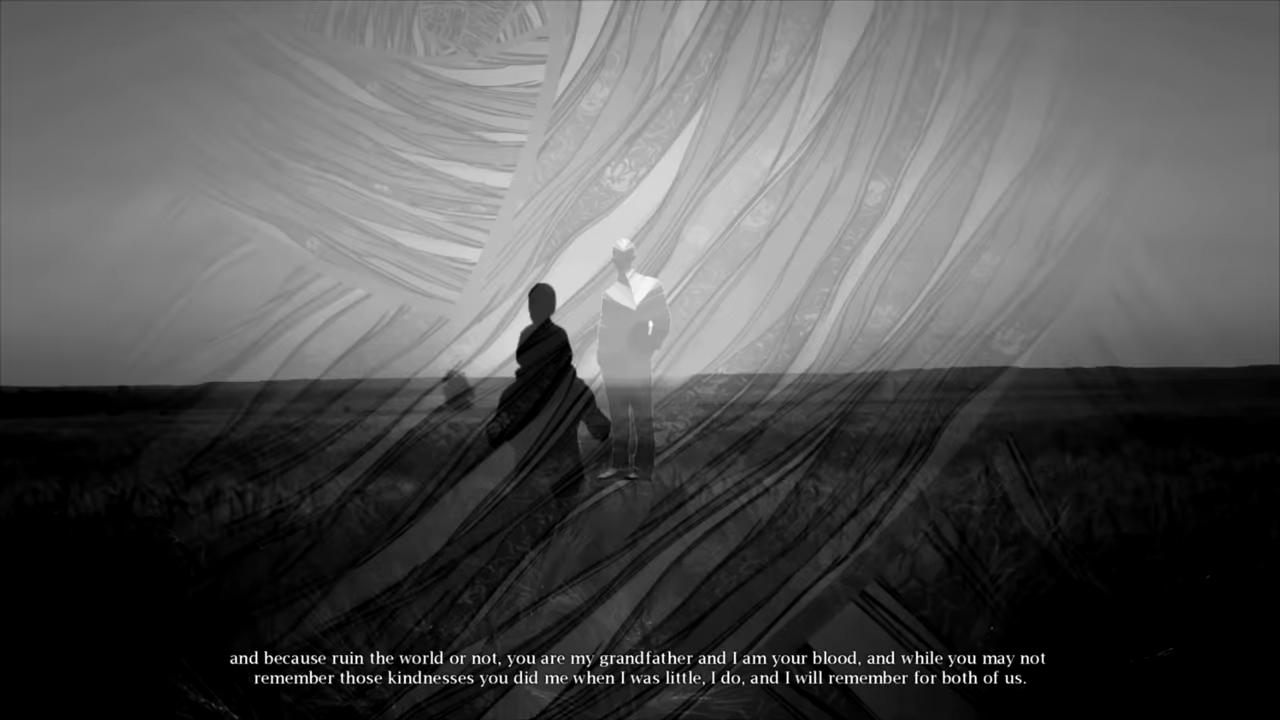 and because ruin the world or not, you are my grandfather and I am your blood, and while you may not
remember those kindnesses you did me when I was little, I do, and I will remember for both of us.